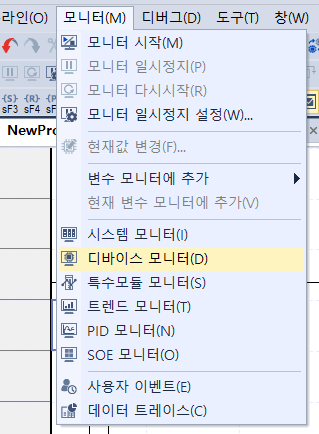 라인(O) 모니터(M) 디버그(D) 도구(T) 창(W)
모니터 시작(M)
모니터 일시정지(P)
모니터 다시시작(R)
모니터 일시정지 설정(W)...
{S} {R}
sF3 sF4
현재값 변경(F)...
NewPro
변수 모니터에 추가
현재 변수 모니터에 추가(V)
시스템 모니터(I)
디바이스 모니터(D)
특수모듈 모니터(S)
트렌드 모니터(T)
PID 모니터(N)
SOE 모니터(O)
사용자 이벤트(E)
데이터 트레이스(C)